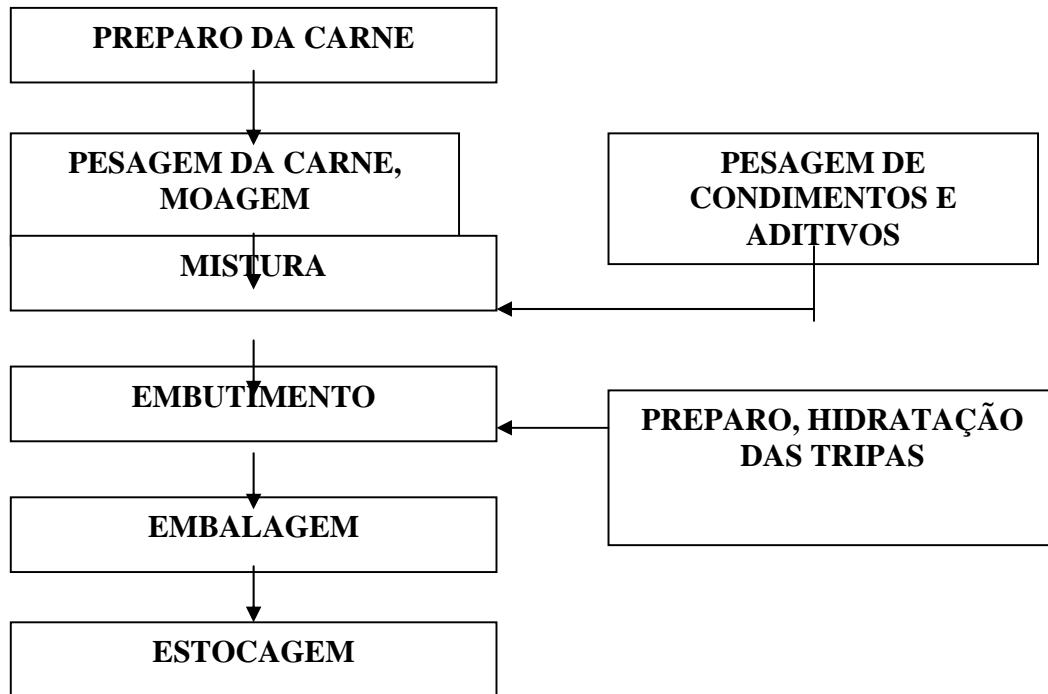 PREPARO DA CARNE
PESAGEM DA CARNE,
MOAGEM
PESAGEM DE
CONDIMENTOS E
ADITIVOS
MISTURA
EMBUTIMENTO
PREPARO, HIDRATAÇÃO
DAS TRIPAS
EMBALAGEM
ESTOCAGEM